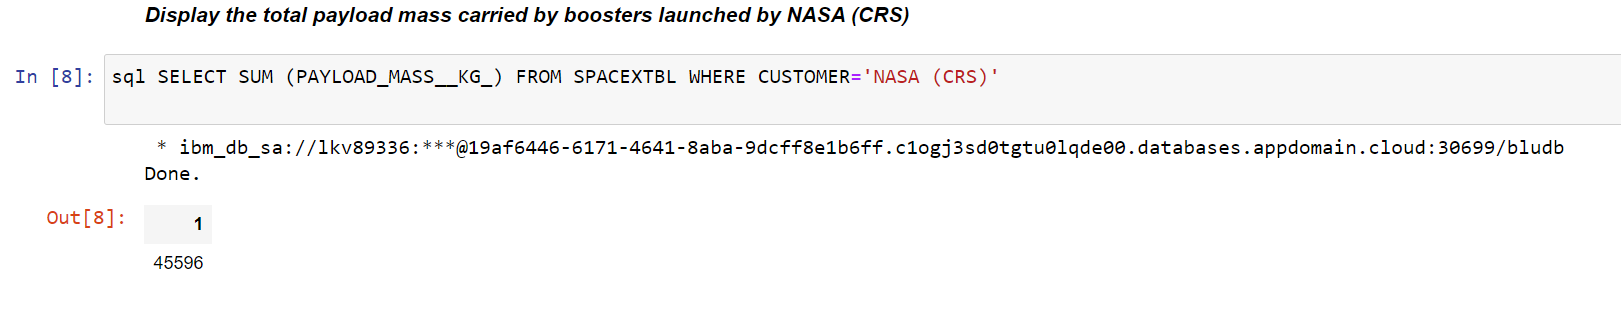 Display the total payload mass carried by boosters launched by NASA (CRS)
In [8]: sql SELECT SUM (PAYLOAD_MASS__KG_) FROM SPACEXTBL WHERE CUSTOMER='NASA (CRS)'
* ibm_db_sa://lkv89336:***@19af6446-6171-4641-8aba-9dcff8e1b6ff.c1ogj3sd0tgtu0lqde00.databases.appdomain.cloud:30699/bludb
Done.
Out[8]: 1
45596